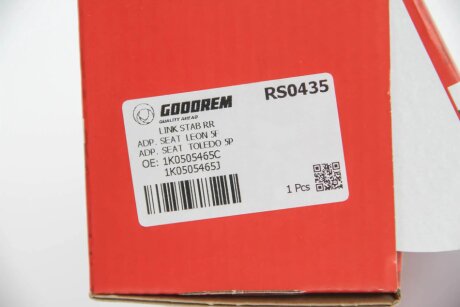 GOODREM
QUALITY AHEAD
RS0435
LINK STAB RR
ADP. SEAT LEON 5F
ADP. SEAT TOLEDO 5P
OE: 1K0505465C
1K0505465J
1 Pcs